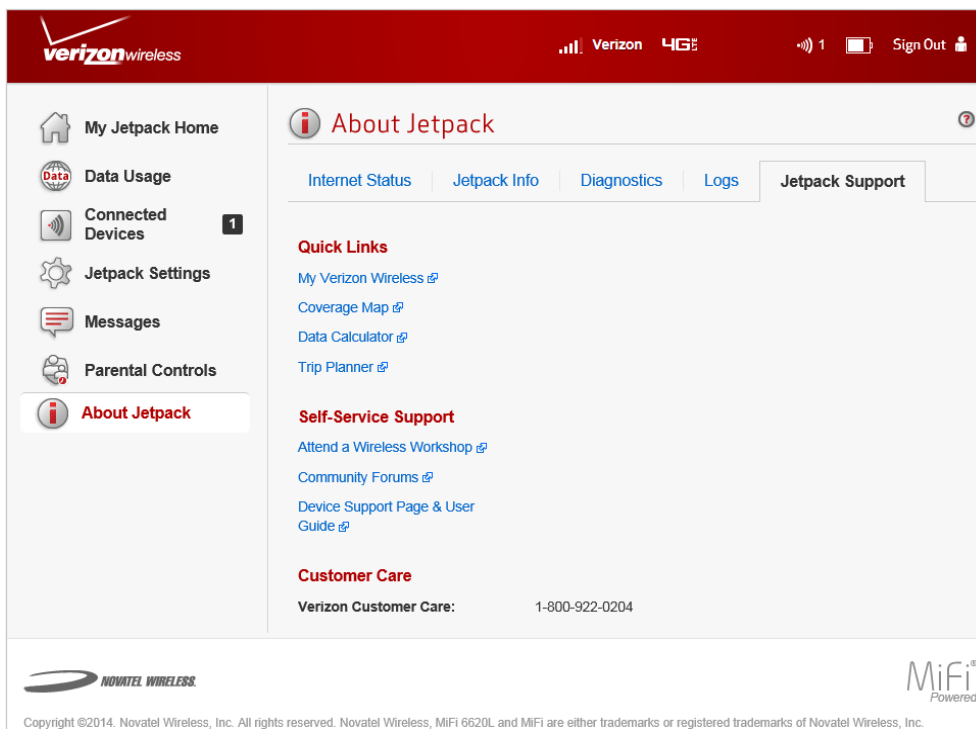 verizonwireless
Verizon 4G LTE
1
Sign Out
My Jetpack Home
Data
Data Usage
Connected
Devices
1
Jetpack Settings
Messages
Parental Controls
About Jetpack
i
i About Jetpack
?
Internet Status
Jetpack Info
Diagnostics
Logs
Jetpack Support
Quick Links
My Verizon Wireless
Coverage Map
Data Calculator
Trip Planner
Self-Service Support
Attend a Wireless Workshop
Community Forums
Device Support Page & User
Guide
Customer Care
Verizon Customer Care: 1-800-922-0204
NOVATEL WIRELESS.
MiFi®
Powered
Copyright ©2014. Novatel Wireless, Inc. All rights reserved. Novatel Wireless, MiFi 6620L and MiFi are either trademarks or registered trademarks of Novatel Wireless, Inc.